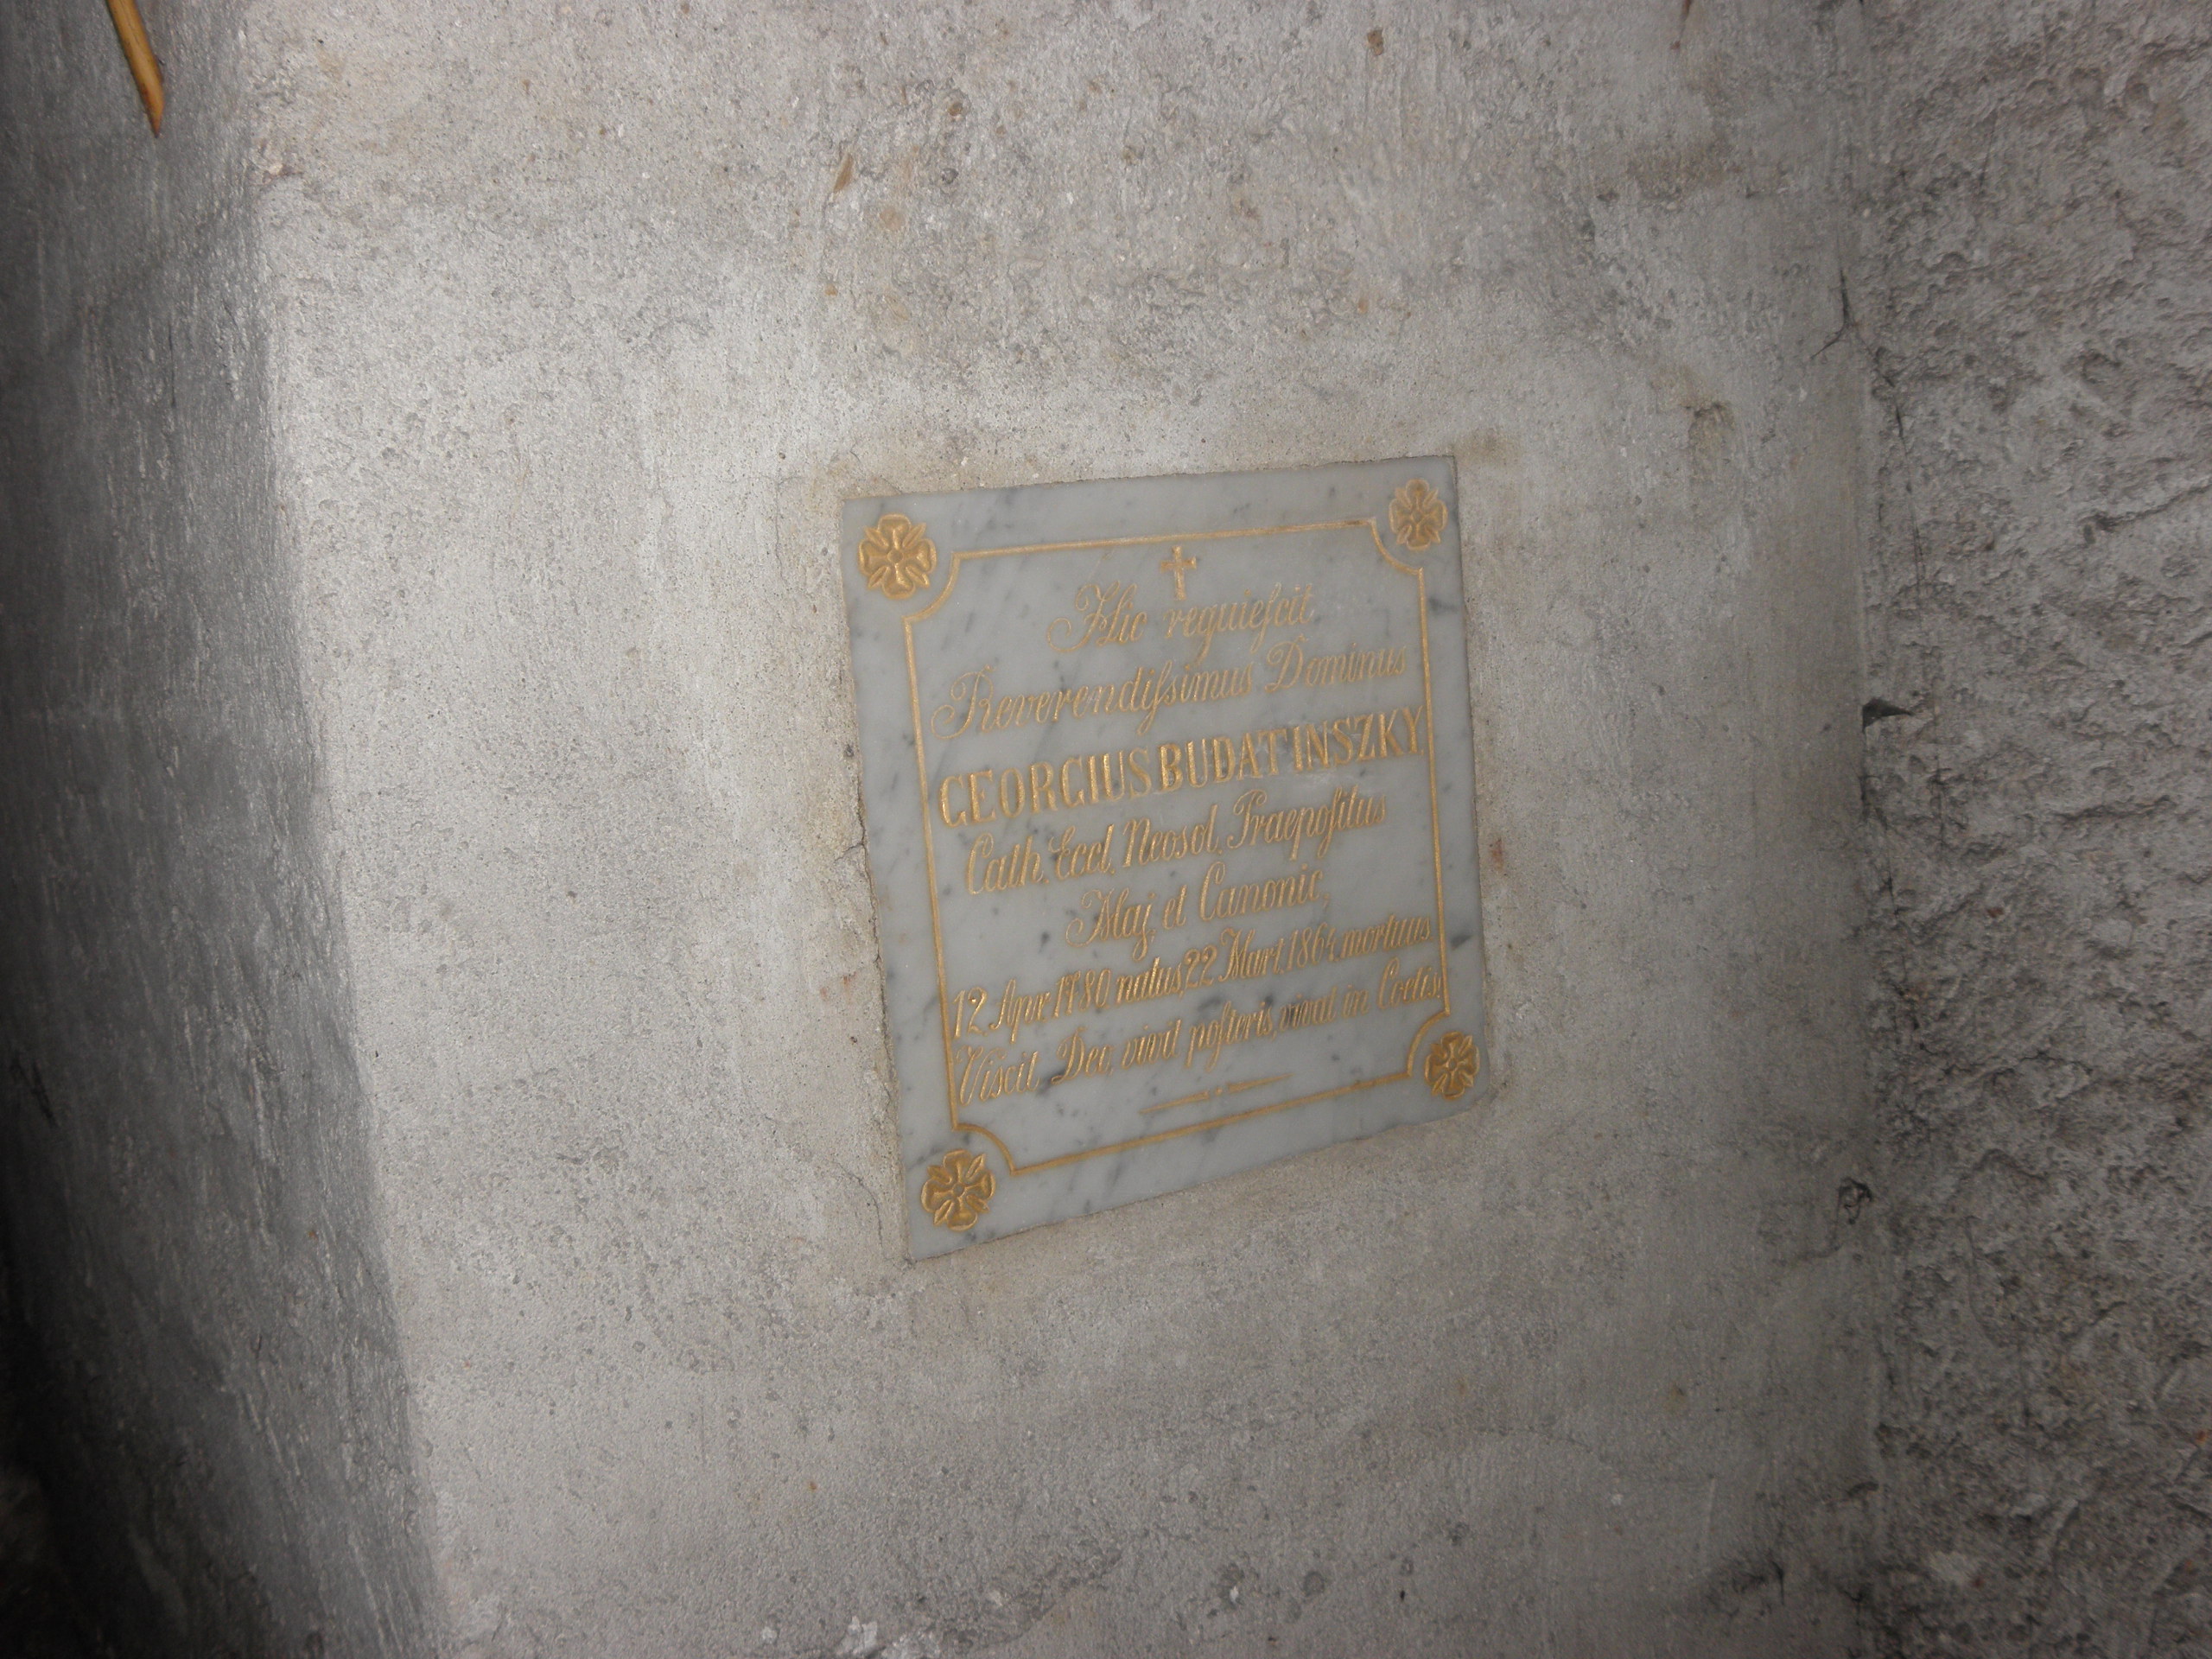 Hic requieſcit
Reverendiſsimus Dominus
GEORGIUS BUDATINSZKY
Cath. Eccl. Neosol. Praepoſitus
Maj. et Canonic.
12 Apr. 1780 natus, 22 Mart. 1864 mortuus
Vixit Deo, vivit poſteris, vivat in Coelis!